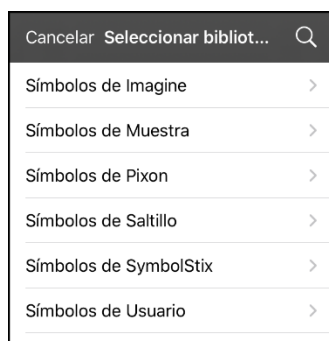 Cancelar Seleccionar bibliot...
Símbolos de Imagine
Símbolos de Muestra
Símbolos de Pixon
Símbolos de Saltillo
Símbolos de SymbolStix
Símbolos de Usuario